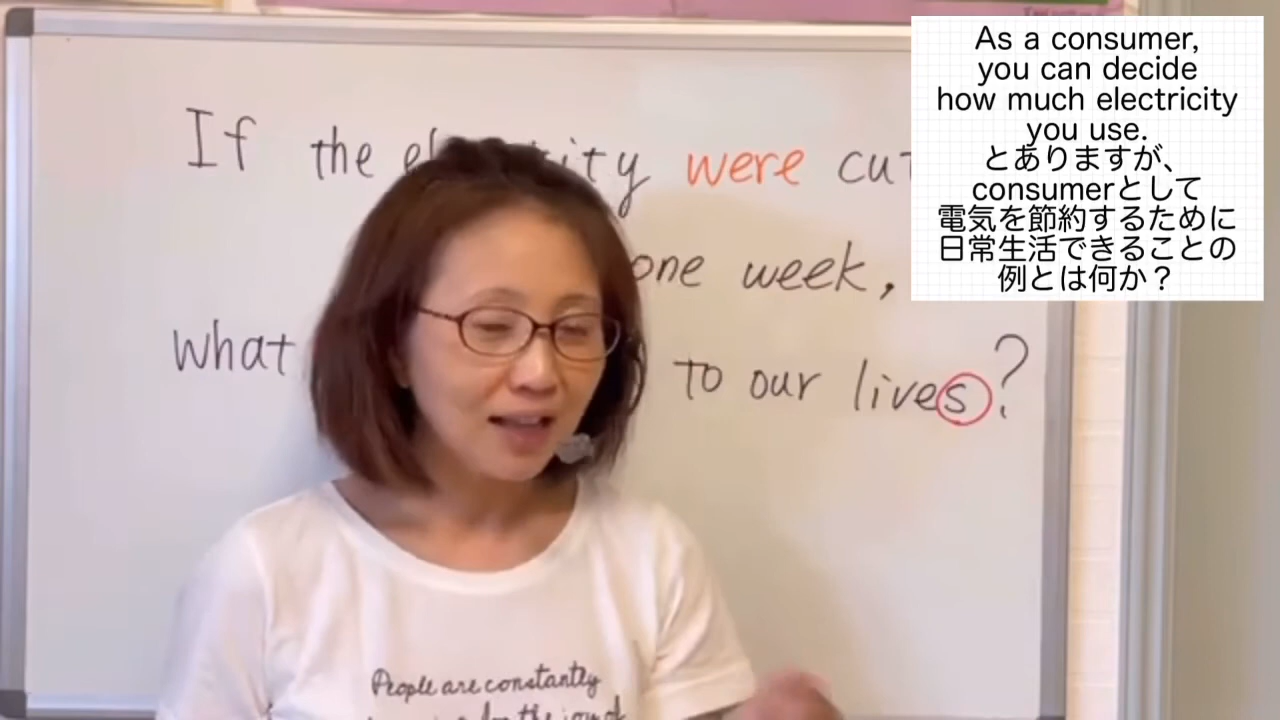 If the were
one week,
what to our lives?
As a consumer,
you can decide
how much electricity
you use.
とありますが、
consumerとして
電気を節約するために
日常生活できることの
例とは何か？
People are constantly